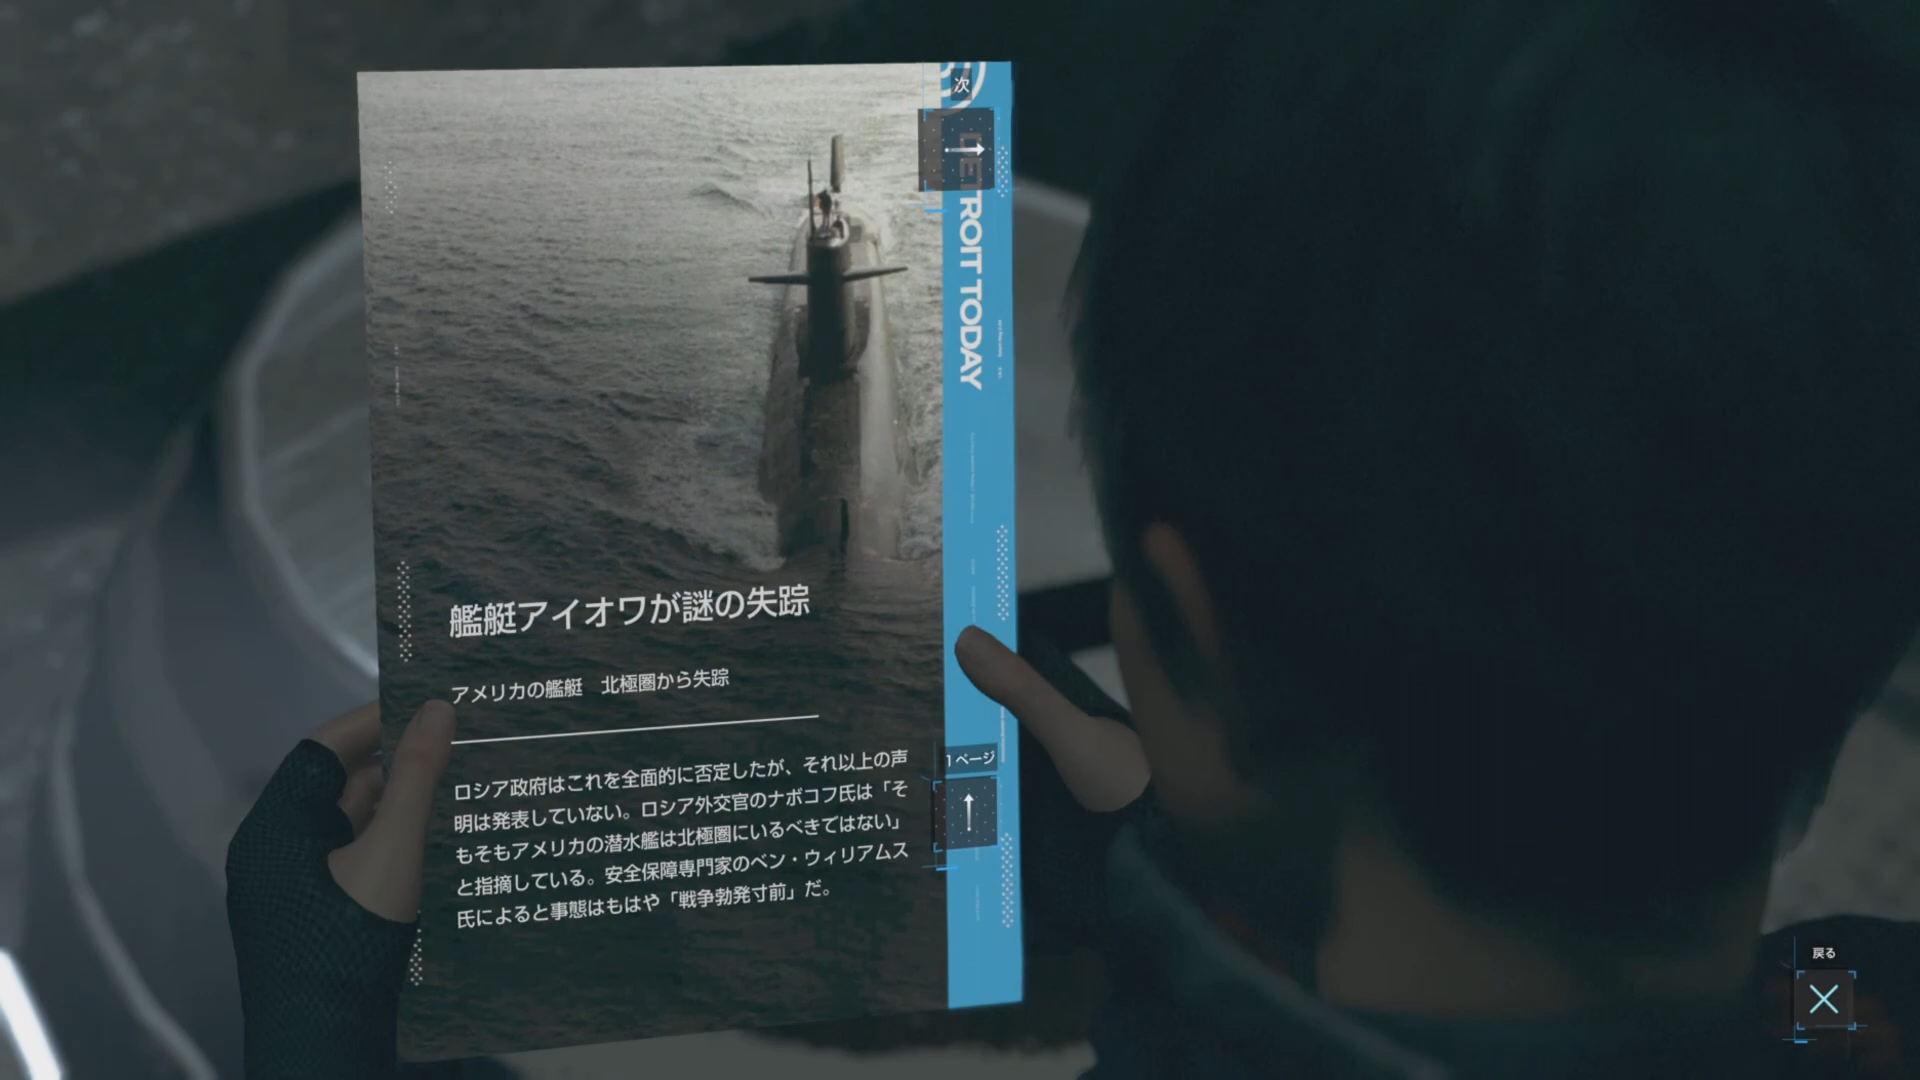 次
DETROIT TODAY
艦艇アイオワが謎の失踪
アメリカの艦艇　北極圏から失踪
ロシア政府はこれを全面的に否定したが、それ以上の声
明は発表していない。ロシア外交官のナボコフ氏は「そ
もそもアメリカの潜水艦は北極圏にいるべきではない」
と指摘している。安全保障専門家のベン・ウィリアムス
氏によると事態はもはや「戦争勃発寸前」だ。
1 ページ
戻る